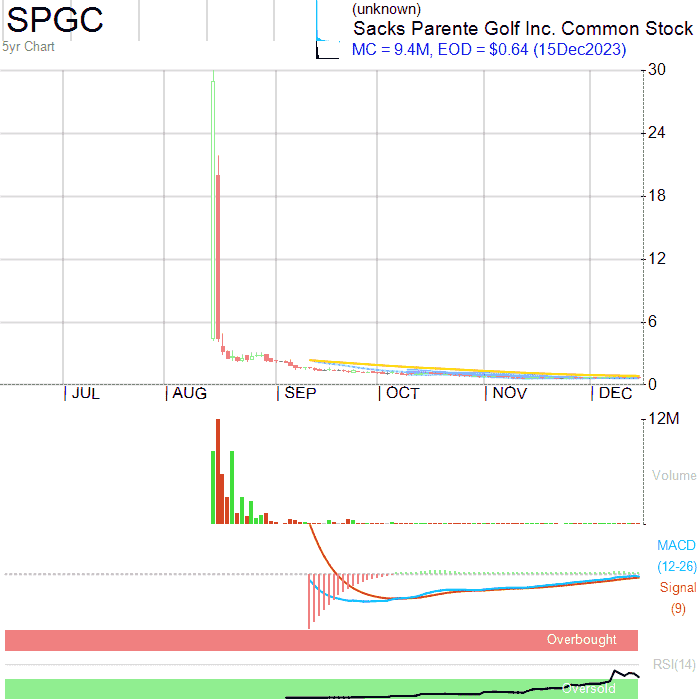 SPGC
5yr Chart
(unknown)
Sacks Parente Golf Inc. Common Stock
MC = 9.4M, EOD = $0.64 (15Dec2023)
30
24
18
12
6
0
JUL AUG SEP OCT NOV DEC
12M
Volume
MACD
(12-26)
Signal
(9)
Overbought
RSI(14)
Oversold